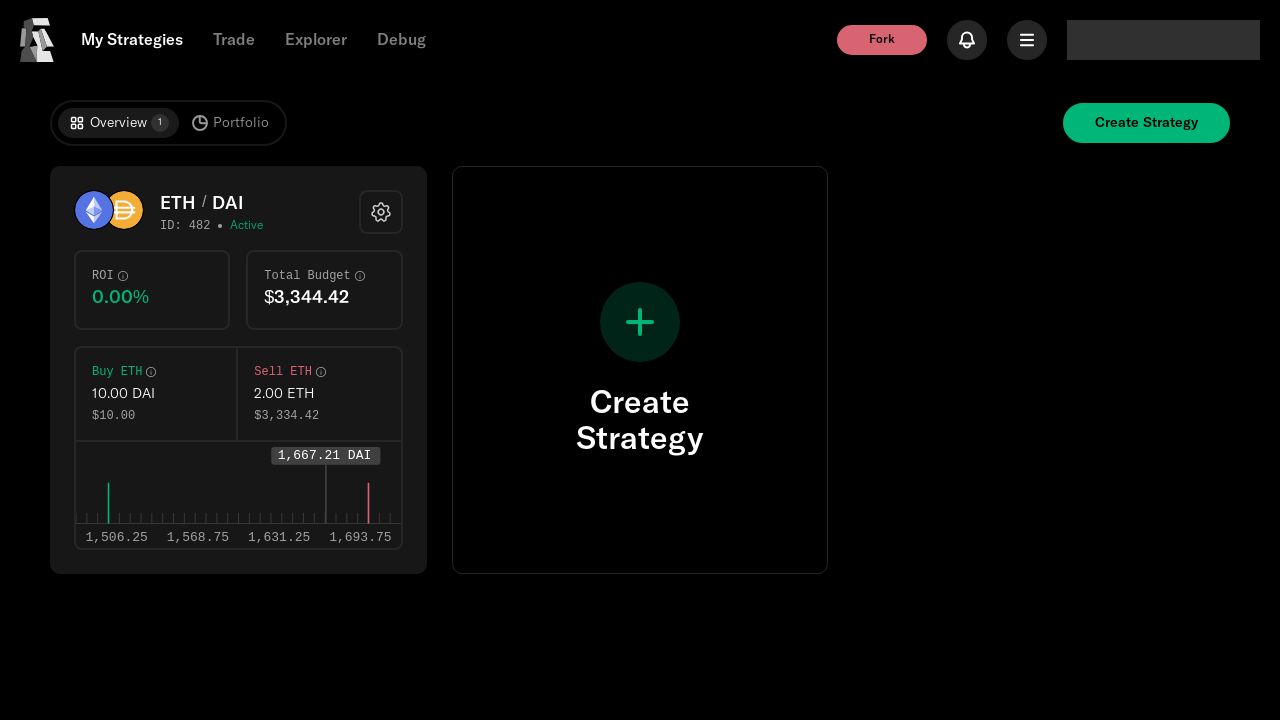 My Strategies Trade Explorer Debug Fork
Overview 1 Portfolio Create Strategy
ETH / DAI
ID: 482 • Active
ROI Total Budget
0.00% $3,344.42
Buy ETH Sell ETH
10.00 DAI 2.00 ETH
$10.00 $3,334.42
1,667.21 DAI
1,506.25 1,568.75 1,631.25 1,693.75
Create
Strategy